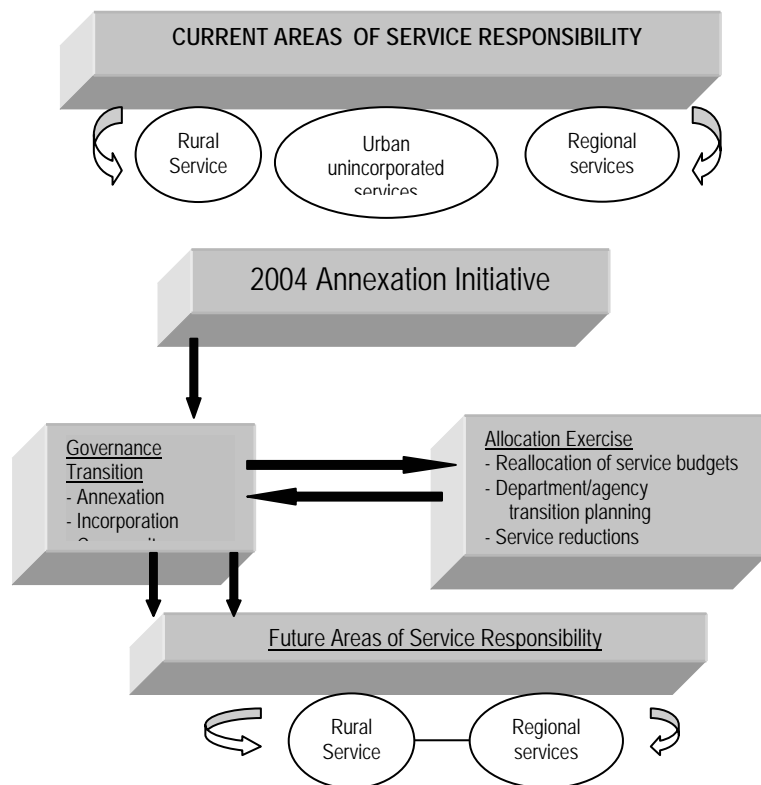 CURRENT AREAS OF SERVICE RESPONSIBILITY
Rural
Service
Urban
unincorporated
services
Regional
services
2004 Annexation Initiative
Governance
Transition
- Annexation
- Incorporation
Allocation Exercise
- Reallocation of service budgets
- Department/agency
transition planning
- Service reductions
Future Areas of Service Responsibility
Rural
Service
Regional
services